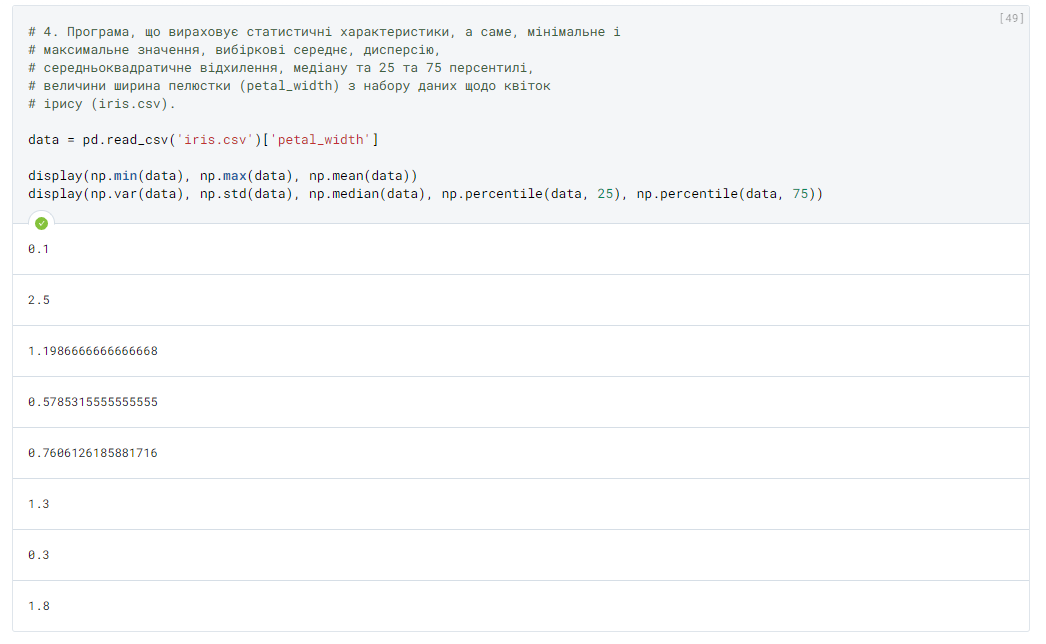 [49]
# 4. Програма, що вираховує статистичні характеристики, а саме, мінімальне і
# максимальне значення, вибіркові середнє, дисперсію,
# середньоквадратичне відхилення, медіану та 25 та 75 персентилі,
# величини ширина пелюстки (petal_width) з набору даних щодо квіток
# ірису (iris.csv).
data = pd.read_csv('iris.csv')['petal_width']
display(np.min(data), np.max(data), np.mean(data))
display(np.var(data), np.std(data), np.median(data), np.percentile(data, 25), np.percentile(data, 75))
0.1
2.5
1.1986666666666668
0.5785315555555555
0.7606126185881716
1.3
0.3
1.8